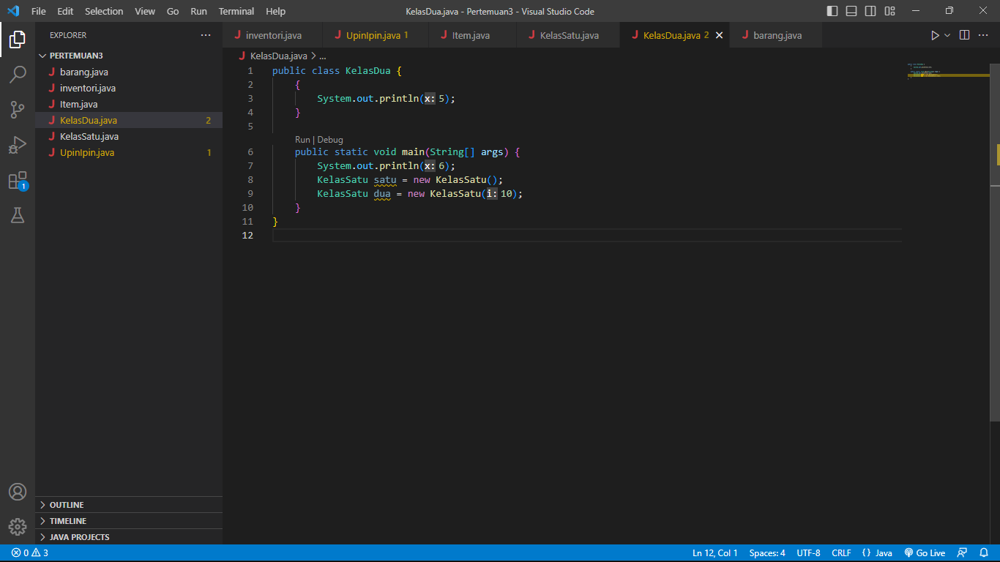 File Edit Selection View Go Run Terminal Help
KelasDua.java - Pertemuan3 - Visual Studio Code
EXPLORER
PERTEMUAN3
barang.java
inventori.java
Item.java
KelasDua.java 2
KelasSatu.java
UpinIpin.java 1
1
OUTLINE
TIMELINE
JAVA PROJECTS
inventori.java UpinIpin.java 1 Item.java KelasSatu.java KelasDua.java 2 barang.java
KelasDua.java > ...
1 public class KelasDua {
2 {
3 System.out.println(x: 5);
4 }
5
Run | Debug
6 public static void main(String[] args) {
7 System.out.println(x: 6);
8 KelasSatu satu = new KelasSatu();
9 KelasSatu dua = new KelasSatu(i: 10);
10 }
11 }
12
0 3
Ln 12, Col 1 Spaces: 4 UTF-8 CRLF {} Java Go Live